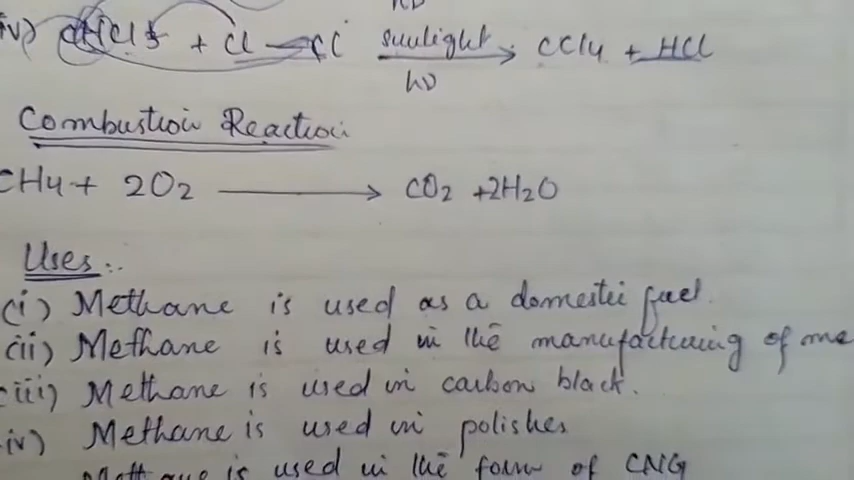 iv) CHCl3 + Cl—Cl sunlight CCl4 + HCl
hν
Combustion Reaction
CH4 + 2O2 → CO2 + 2H2O
Uses:
(i) Methane is used as a domestic fuel.
(ii) Methane is used in the manufacturing of me
(iii) Methane is used in carbon black.
iv) Methane is used in polishes
Methane is used in the form of CNG